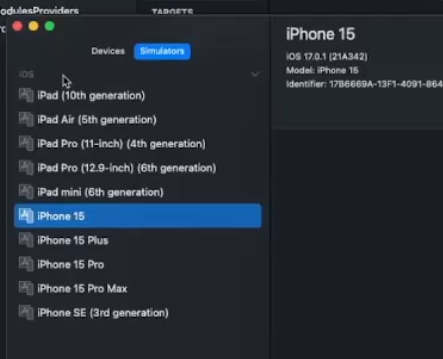 odulesProviders
TARGETS
Devices
Simulators
iOS
iPad (10th generation)
iPad Air (5th generation)
iPad Pro (11-inch) (4th generation)
iPad Pro (12.9-inch) (6th generation)
iPad mini (6th generation)
iPhone 15
iPhone 15 Plus
iPhone 15 Pro
iPhone 15 Pro Max
iPhone SE (3rd generation)
iPhone 15
iOS 17.0.1 (21A342)
Model: iPhone 15
Identifier: 17B6669A-13F1-4091-864